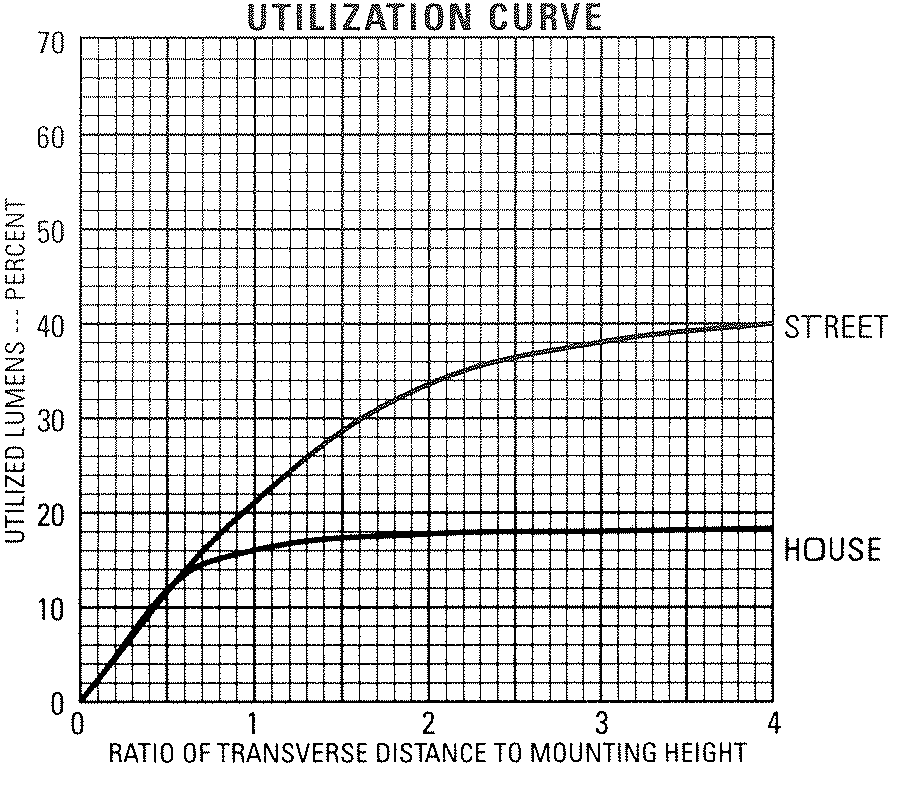 UTILIZATION CURVE
70
60
50
40
30
20
10
0
UTILIZED LUMENS --- PERCENT
STREET
HOUSE
0 1 2 3 4
RATIO OF TRANSVERSE DISTANCE TO MOUNTING HEIGHT